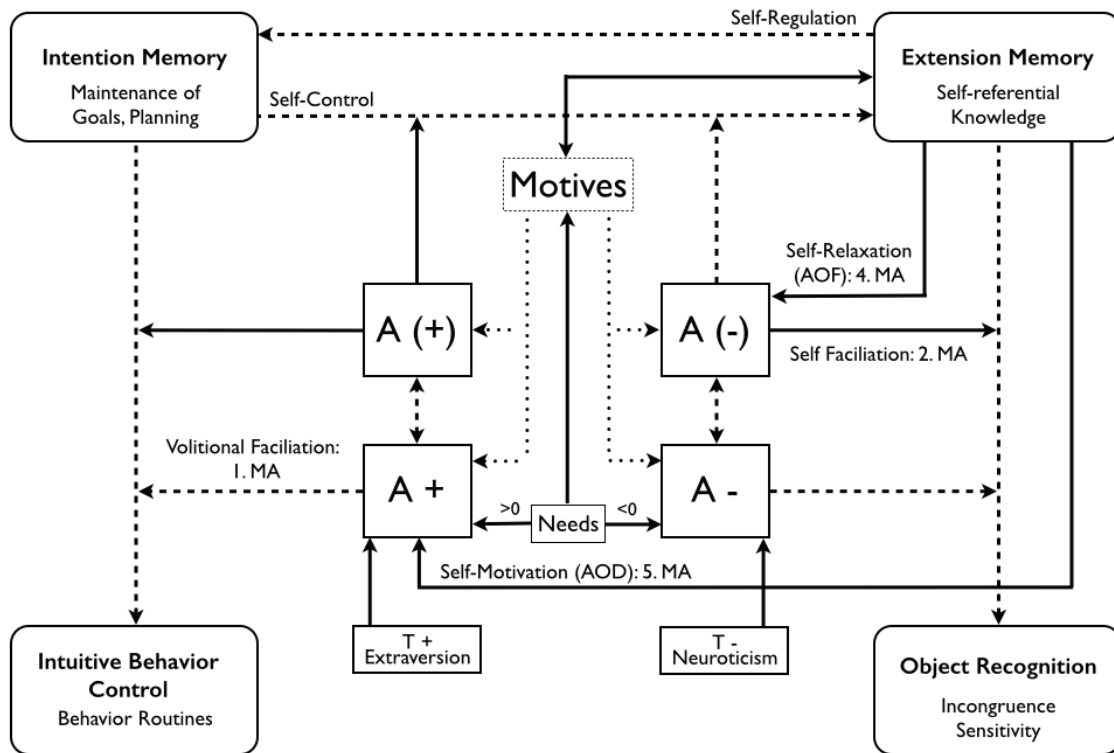 Self-Regulation
Intention Memory
Maintenance of
Goals, Planning
Extension Memory
Self-referential
Knowledge
Self-Control
Motives
Self-Relaxation
(AOF): 4. MA
A (+)
A (-)
Self Faciliation: 2. MA
Volitional Faciliation:
1. MA
A +
>0
Needs
<0
A -
Self-Motivation (AOD): 5. MA
T +
Extraversion
T -
Neuroticism
Intuitive Behavior
Control
Behavior Routines
Object Recognition
Incongruence
Sensitivity